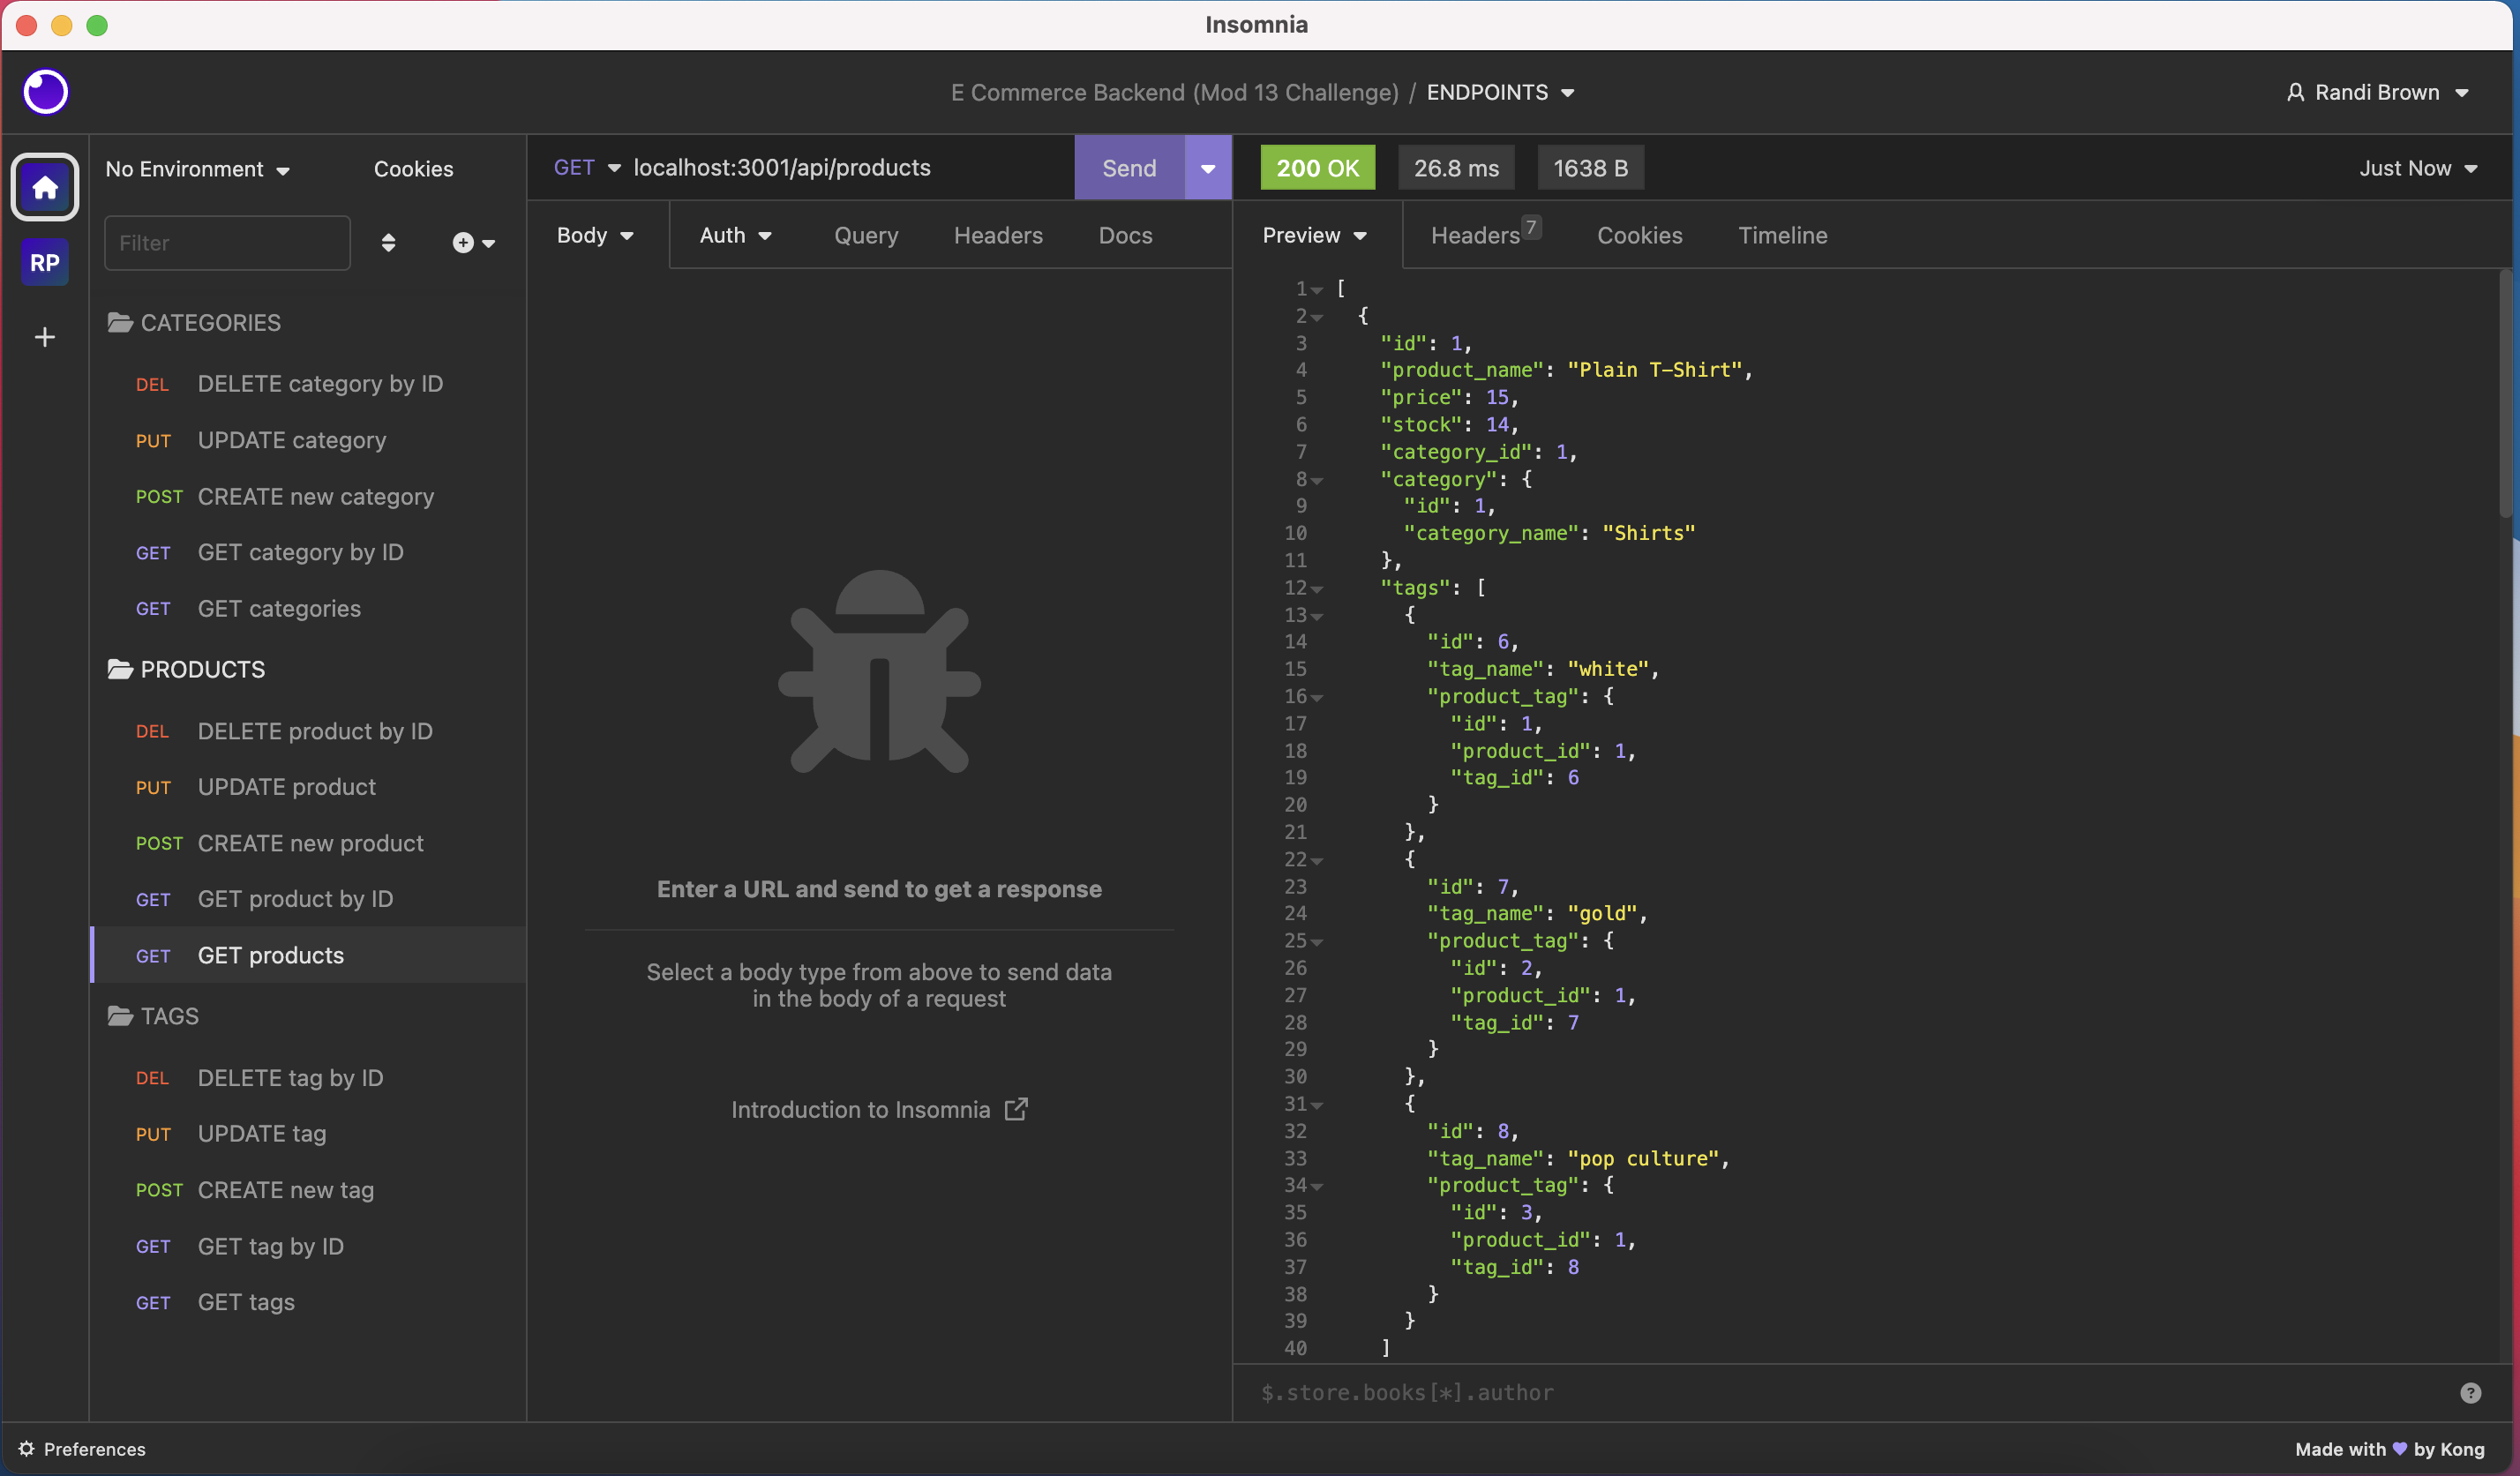 Insomnia
E Commerce Backend (Mod 13 Challenge) / ENDPOINTS
Randi Brown
RP
No Environment
Cookies
Filter
CATEGORIES
DEL DELETE category by ID
PUT UPDATE category
POST CREATE new category
GET GET category by ID
GET GET categories
PRODUCTS
DEL DELETE product by ID
PUT UPDATE product
POST CREATE new product
GET GET product by ID
GET GET products
TAGS
DEL DELETE tag by ID
PUT UPDATE tag
POST CREATE new tag
GET GET tag by ID
GET GET tags
GET localhost:3001/api/products Send
Body Auth Query Headers Docs
Enter a URL and send to get a response
Select a body type from above to send data
in the body of a request
Introduction to Insomnia
200 OK 26.8 ms 1638 B Just Now
Preview Headers 7 Cookies Timeline
1 [
2 {
3 "id": 1,
4 "product_name": "Plain T-Shirt",
5 "price": 15,
6 "stock": 14,
7 "category_id": 1,
8 "category": {
9 "id": 1,
10 "category_name": "Shirts"
11 },
12 "tags": [
13 {
14 "id": 6,
15 "tag_name": "white",
16 "product_tag": {
17 "id": 1,
18 "product_id": 1,
19 "tag_id": 6
20 }
21 },
22 {
23 "id": 7,
24 "tag_name": "gold",
25 "product_tag": {
26 "id": 2,
27 "product_id": 1,
28 "tag_id": 7
29 }
30 },
31 {
32 "id": 8,
33 "tag_name": "pop culture",
34 "product_tag": {
35 "id": 3,
36 "product_id": 1,
37 "tag_id": 8
38 }
39 }
40 ]
$.store.books[*].author
Preferences
Made with 💜 by Kong